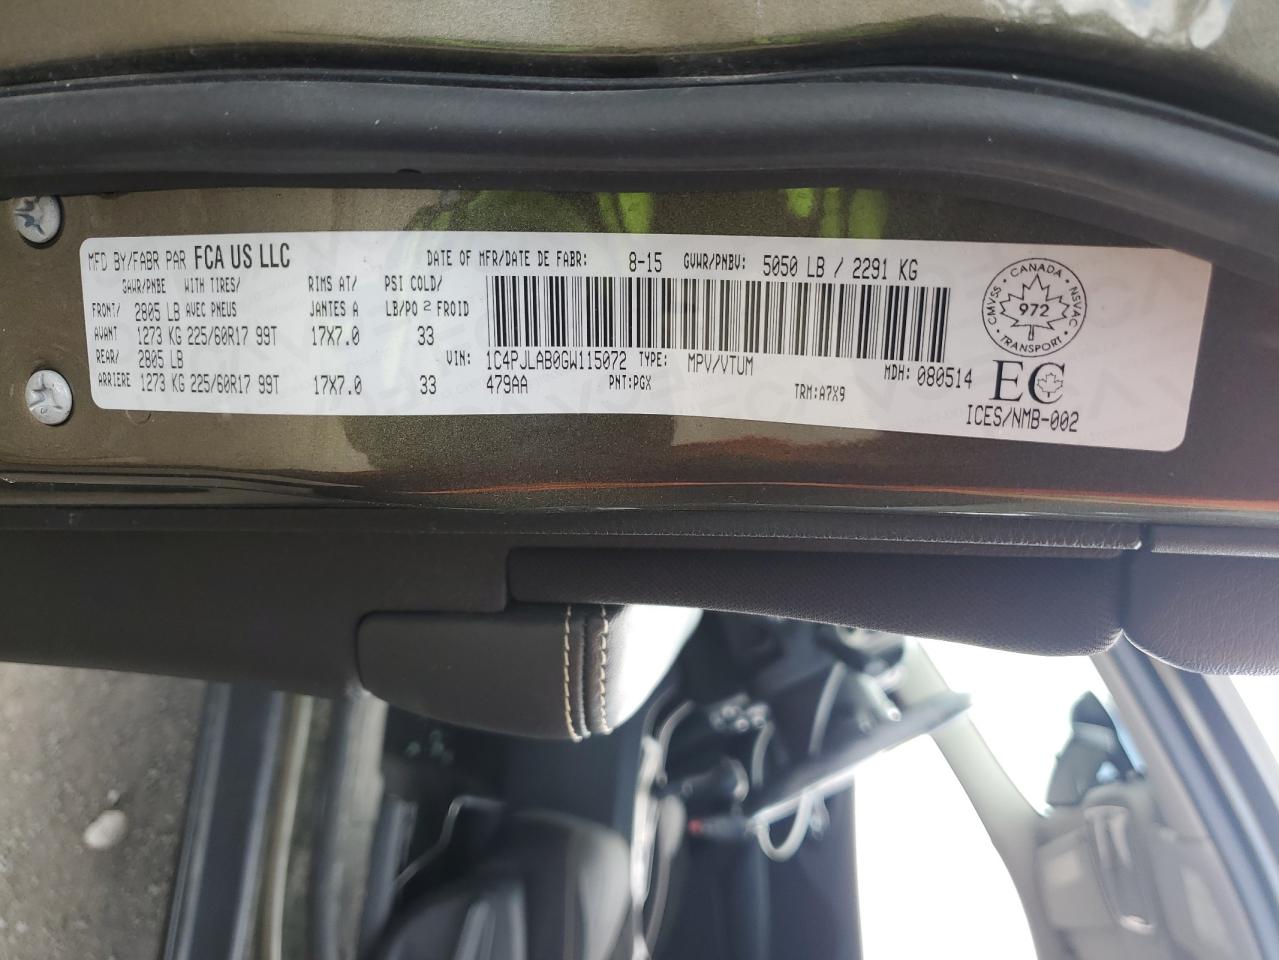 MFD BY/FABR PAR FCA US LLC DATE OF MFR/DATE DE FABR: 8-15 GVWR/PNBV: 5050 LB / 2291 KG
GAWR/PNBE WITH TIRES/ RIMS AT/ PSI COLD/
FRONT/ 2805 LB AVEC PNEUS JANTES A LB/PO 2 FROID
AVANT 1273 KG 225/60R17 99T 17X7.0 33
REAR/ 2805 LB
ARRIERE 1273 KG 225/60R17 99T 17X7.0 33
VIN: 1C4PJLAB0GW115072 TYPE: MPV/VTUM MDH: 080514
479AA PNT:PGX TRM:A7X9
CANADA
CMVSS 972 NSVAC
TRANSPORT
EC
ICES/NMB-002